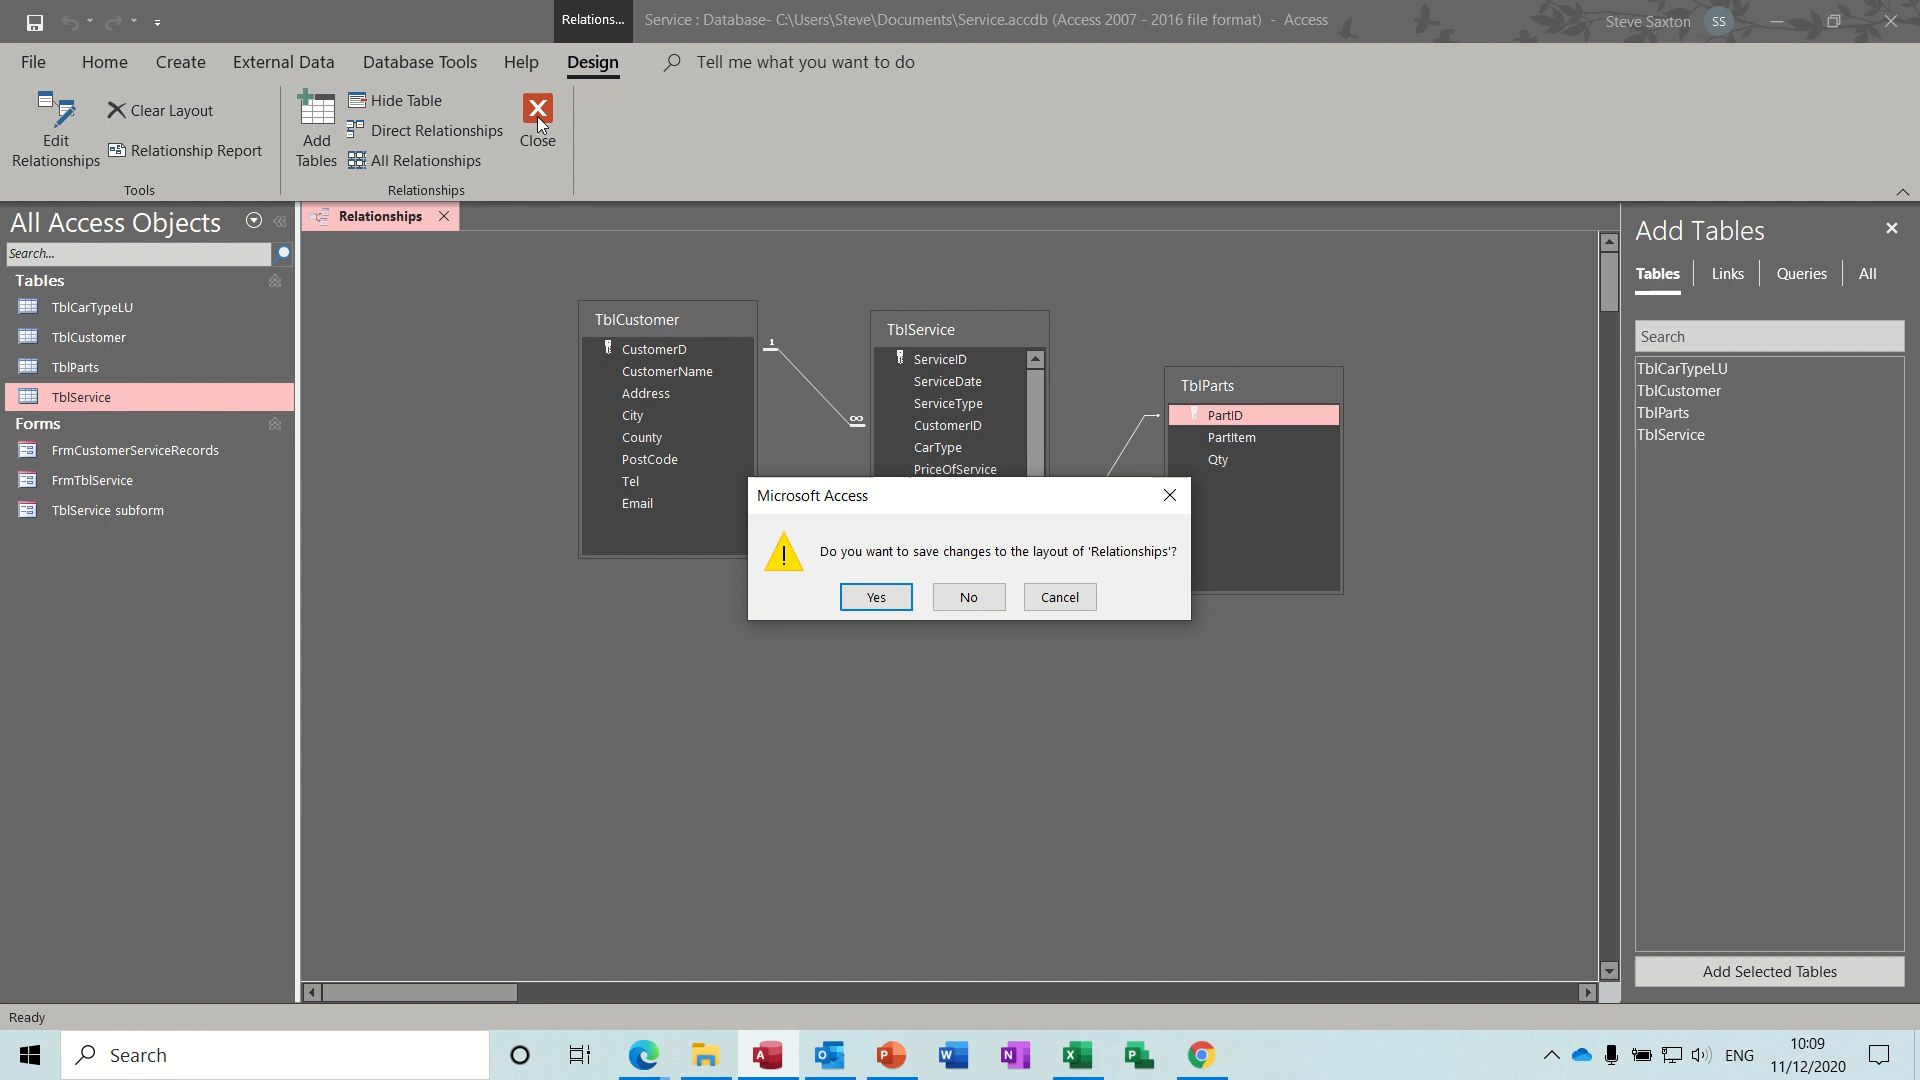 Relations...
Service : Database- C:\Users\Steve\Documents\Service.accdb (Access 2007 - 2016 file format) - Access
Steve Saxton
SS
File
Home
Create
External Data
Database Tools
Help
Design
Tell me what you want to do
Edit
Relationships
Clear Layout
Relationship Report
Tools
Add
Tables
Hide Table
Direct Relationships
All Relationships
Close
Relationships
All Access Objects
Search...
Tables
TblCarTypeLU
TblCustomer
TblParts
TblService
Forms
FrmCustomerServiceRecords
FrmTblService
TblService subform
Relationships
TblCustomer
CustomerD
CustomerName
Address
City
County
PostCode
Tel
Email
1
∞
TblService
ServiceID
ServiceDate
ServiceType
CustomerID
CarType
PriceOfService
TblParts
PartID
PartItem
Qty
Microsoft Access
Do you want to save changes to the layout of 'Relationships'?
Yes
No
Cancel
Add Tables
Tables
Links
Queries
All
Search
TblCarTypeLU
TblCustomer
TblParts
TblService
Add Selected Tables
Ready
Search
ENG
10:09
11/12/2020